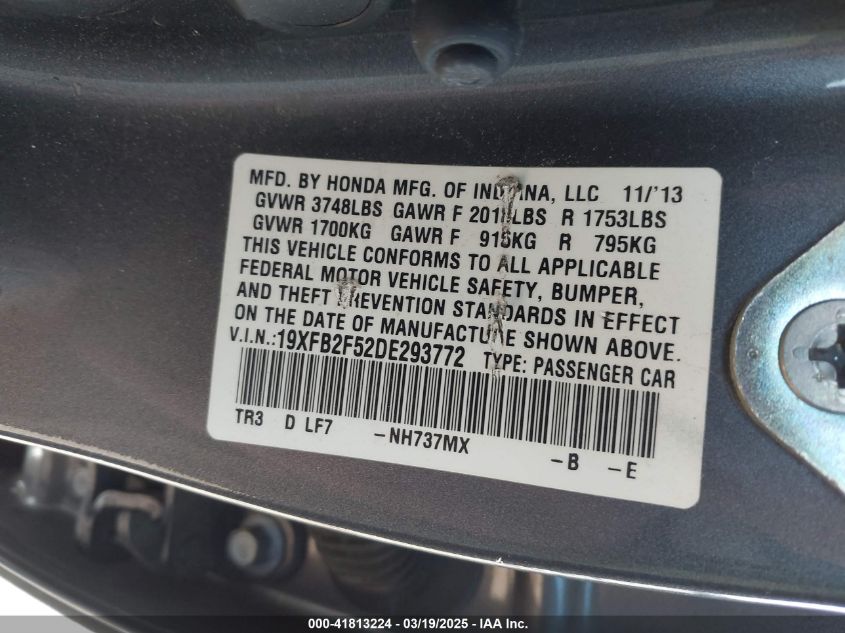 MFD. BY HONDA MFG. OF INDIANA, LLC 11/'13
GVWR 3748LBS GAWR F 2018LBS R 1753LBS
GVWR 1700KG GAWR F 915KG R 795KG
THIS VEHICLE CONFORMS TO ALL APPLICABLE
FEDERAL MOTOR VEHICLE SAFETY, BUMPER,
AND THEFT PREVENTION STANDARDS IN EFFECT
ON THE DATE OF MANUFACTURE SHOWN ABOVE.
V.I.N.:19XFB2F52DE293772 TYPE: PASSENGER CAR
TR3 D LF7 -NH737MX -B -E
000-41813224 - 03/19/2025 - IAA Inc.